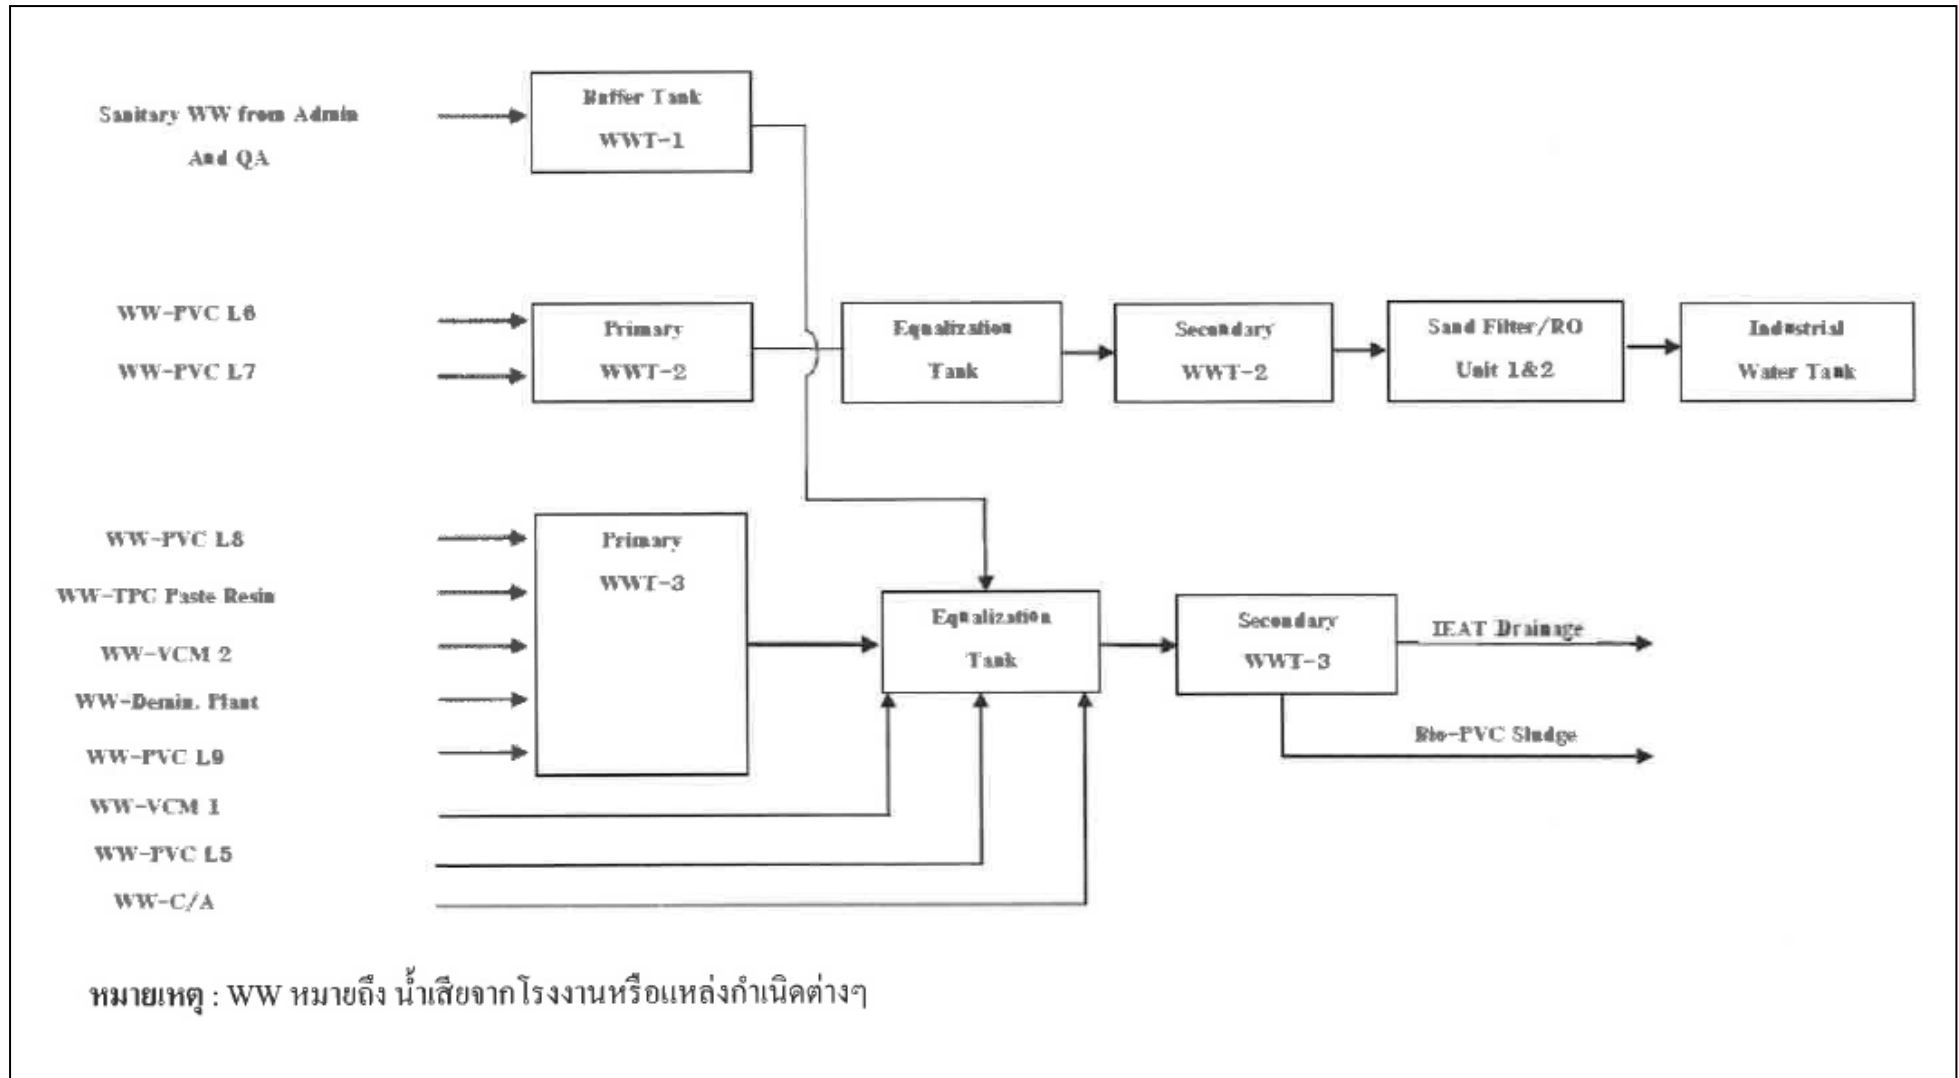 Sanitary WW from Admin
And QA
Buffer Tank
WWT-1
WW-PVC L6
WW-PVC L7
Primary
WWT-2
Equalization
Tank
Secondary
WWT-2
Sand Filter/RO
Unit 1&2
Industrial
Water Tank
WW-PVC L8
WW-TPC Paste Resin
WW-VCM 2
WW-Demin. Plant
WW-PVC L9
WW-VCM 1
WW-PVC L5
WW-C/A
Primary
WWT-3
Equalization
Tank
Secondary
WWT-3
IEAT Drainage
Bio-PVC Sludge
หมายเหตุ : WW หมายถึง น้ำเสียจากโรงงานหรือแหล่งกำเนิดต่างๆ